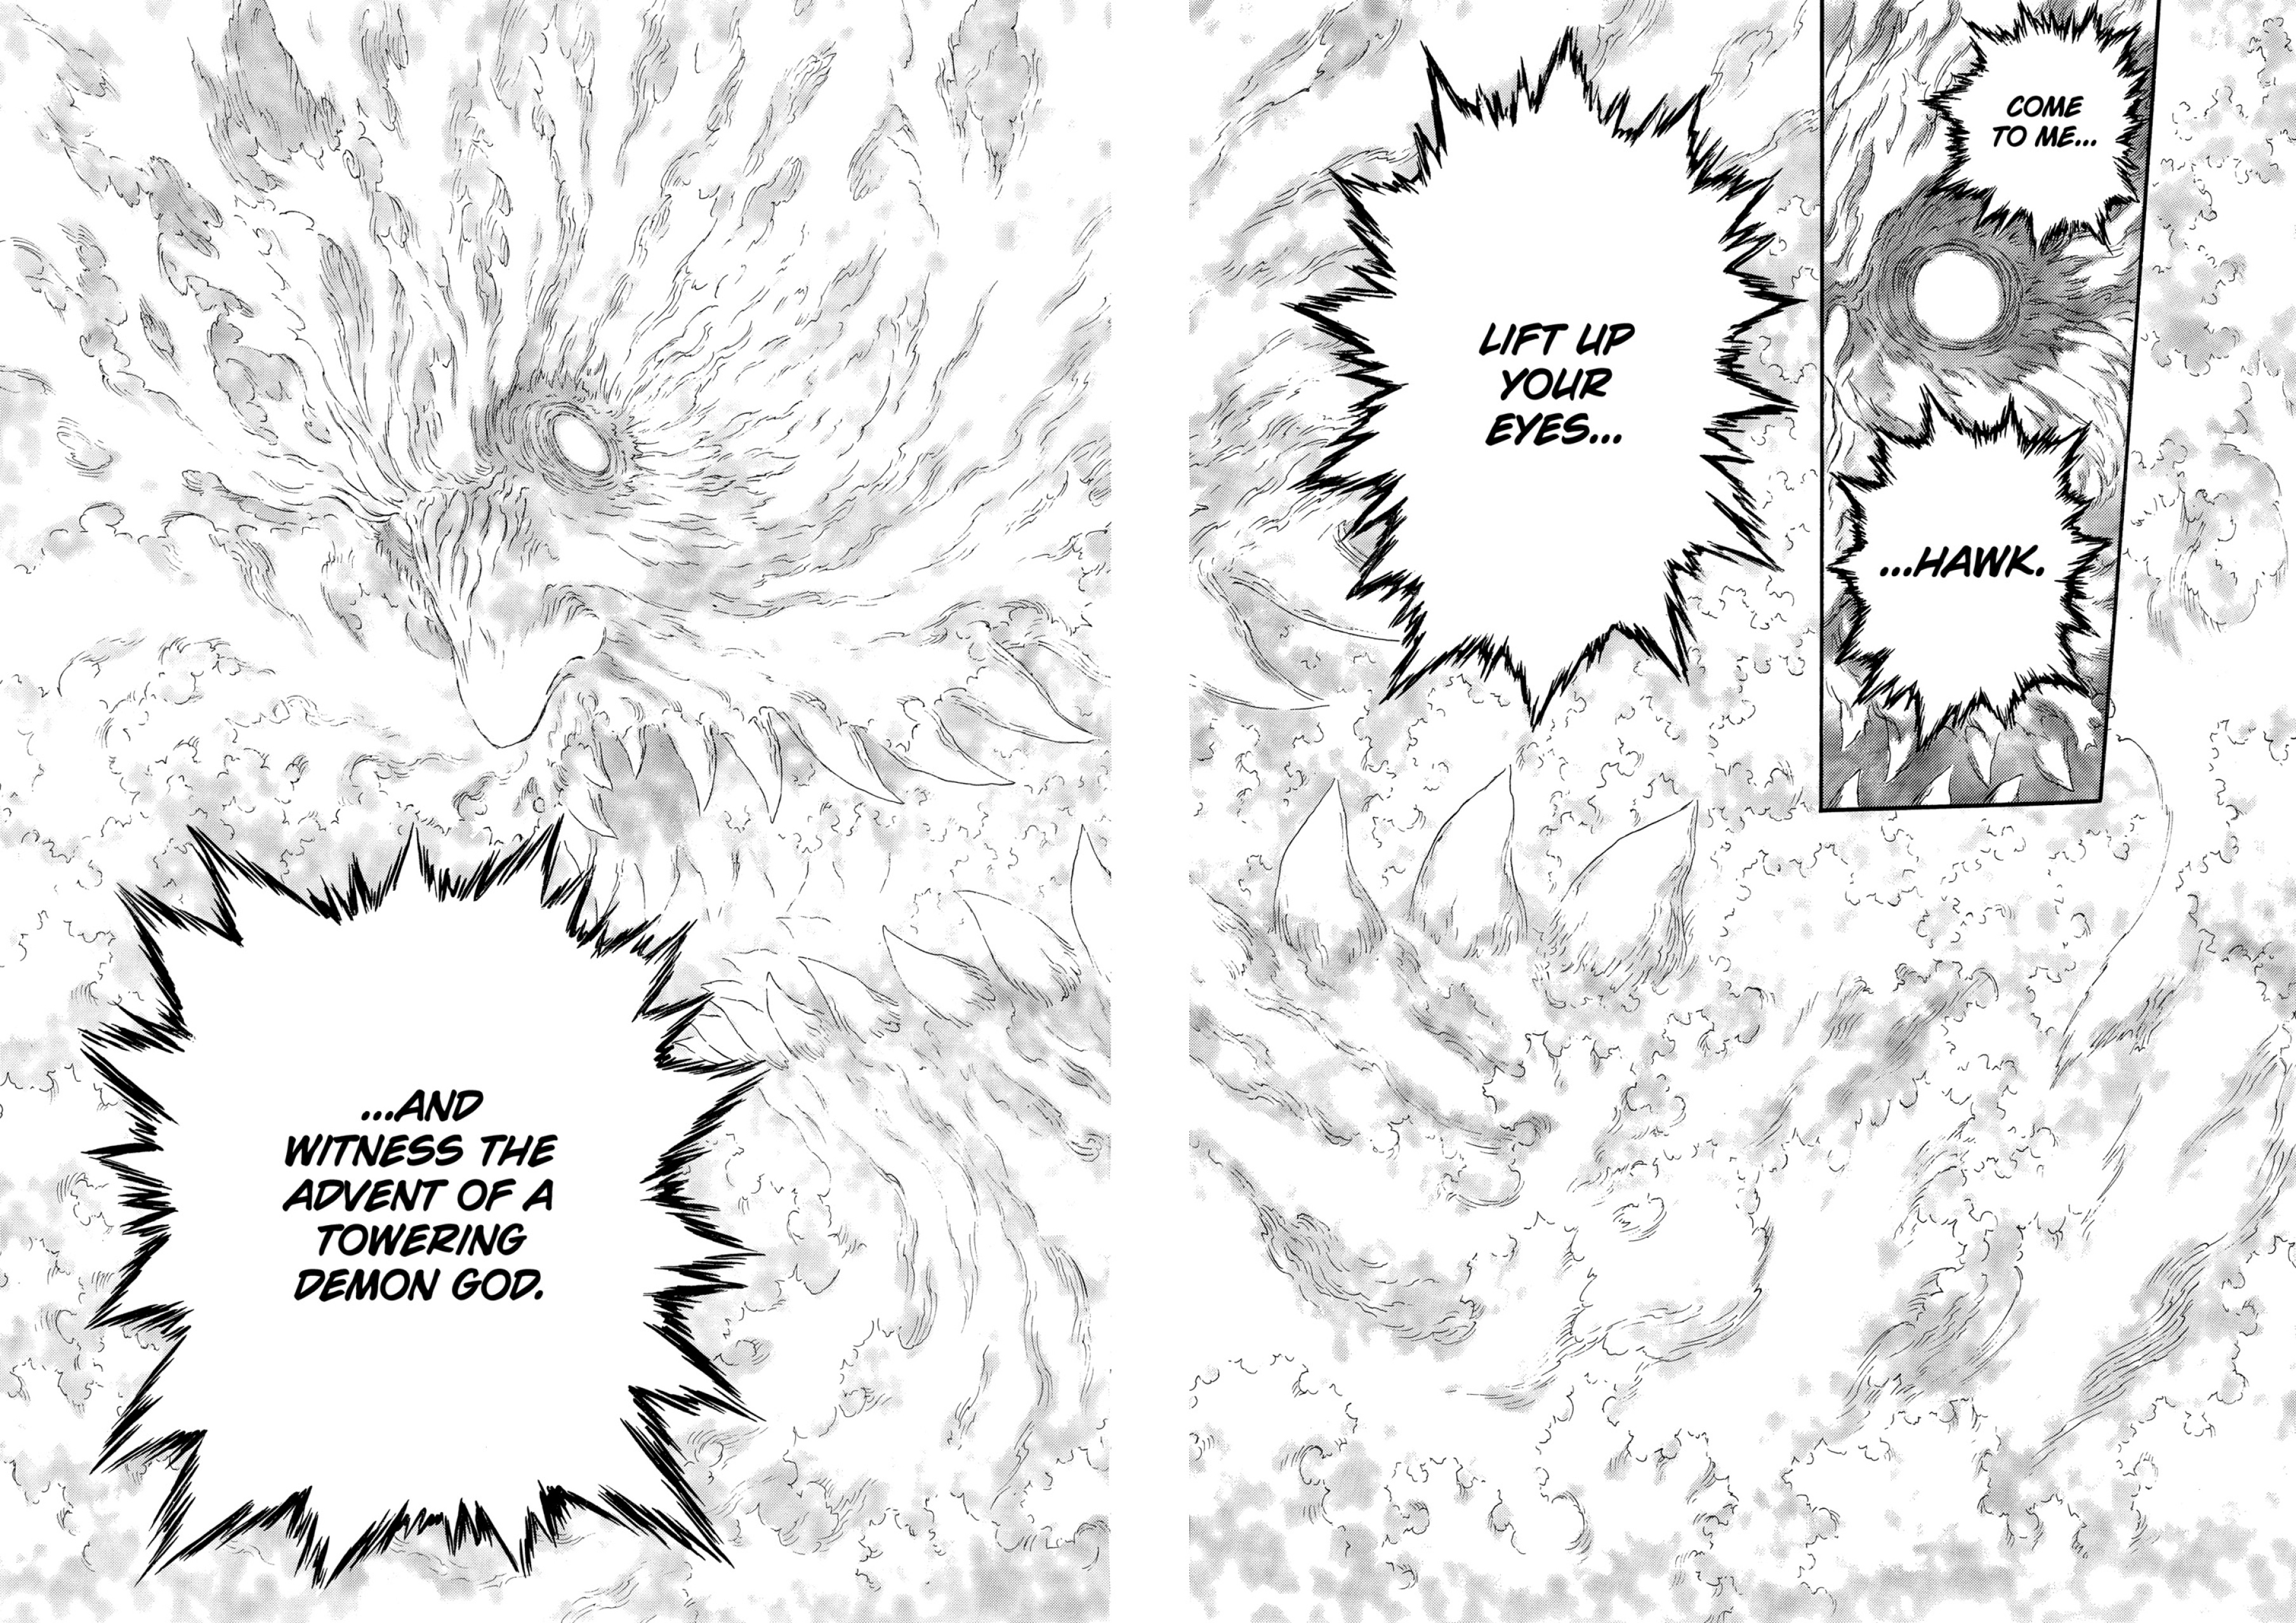 COME
TO ME...
...HAWK.
LIFT UP
YOUR
EYES...
...AND
WITNESS THE
ADVENT OF A
TOWERING
DEMON GOD.